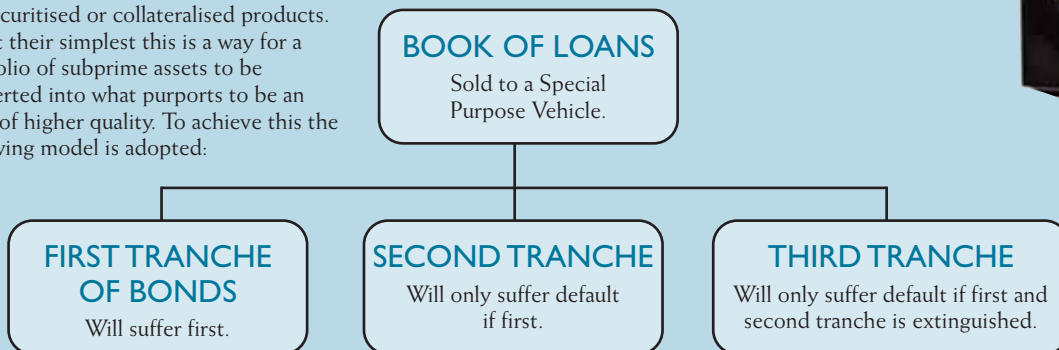 curitised or collateralised products.
their simplest this is a way for a
olio of subprime assets to be
erted into what purports to be an
of higher quality. To achieve this the
wing model is adopted:
BOOK OF LOANS
Sold to a Special
Purpose Vehicle.
FIRST TRANCHE
OF BONDS
Will suffer first.
SECOND TRANCHE
Will only suffer default
if first.
THIRD TRANCHE
Will only suffer default if first and
second tranche is extinguished.